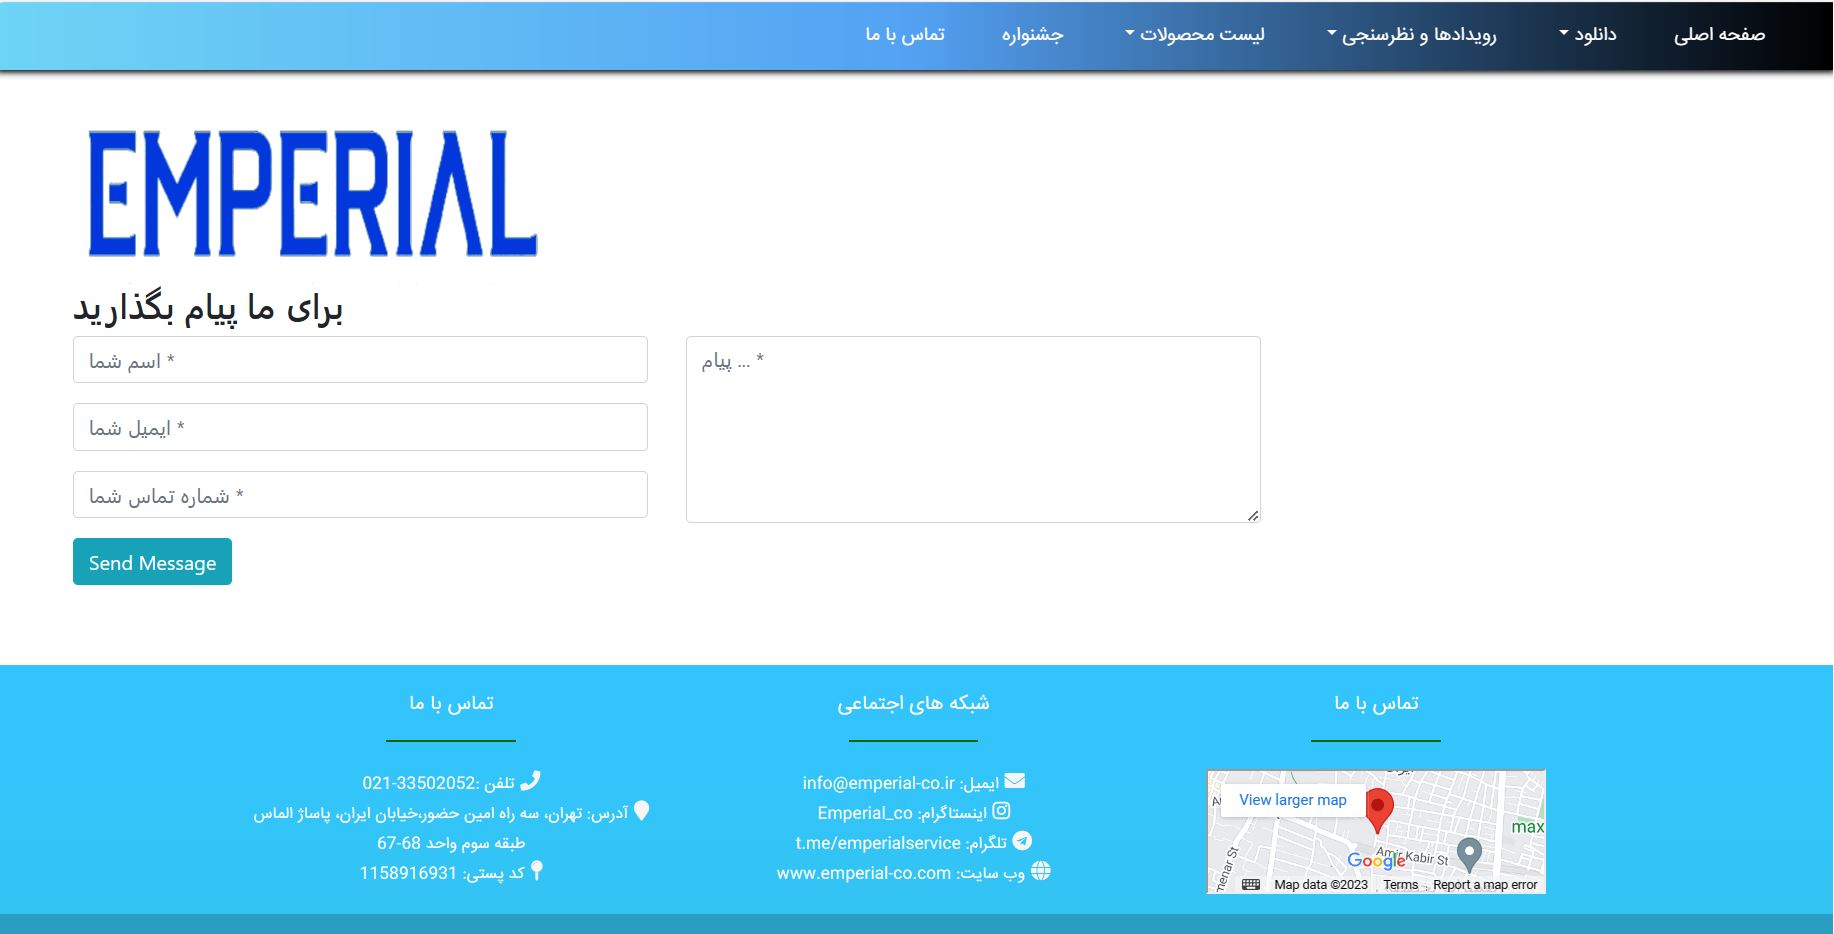 صفحه اصلی
دانلود
رویدادها و نظرسنجی
لیست محصولات
جشنواره
تماس با ما
EMPERIAL
برای ما پیام بگذارید
اسم شما *
ایمیل شما *
شماره تماس شما *
پیام ... *
Send Message
تماس با ما
View larger map
max
Amir Kabir St
menar St
Google
Map data ©2023
Terms
Report a map error
شبکه های اجتماعی
ایمیل: info@emperial-co.ir
اینستاگرام: Emperial_co
تلگرام: t.me/emperialservice
وب سایت: www.emperial-co.com
تماس با ما
تلفن :33502052-021
آدرس: تهران، سه راه امین حضور،خیابان ایران، پاساژ الماس
طبقه سوم واحد 68-67
کد پستی: 1158916931